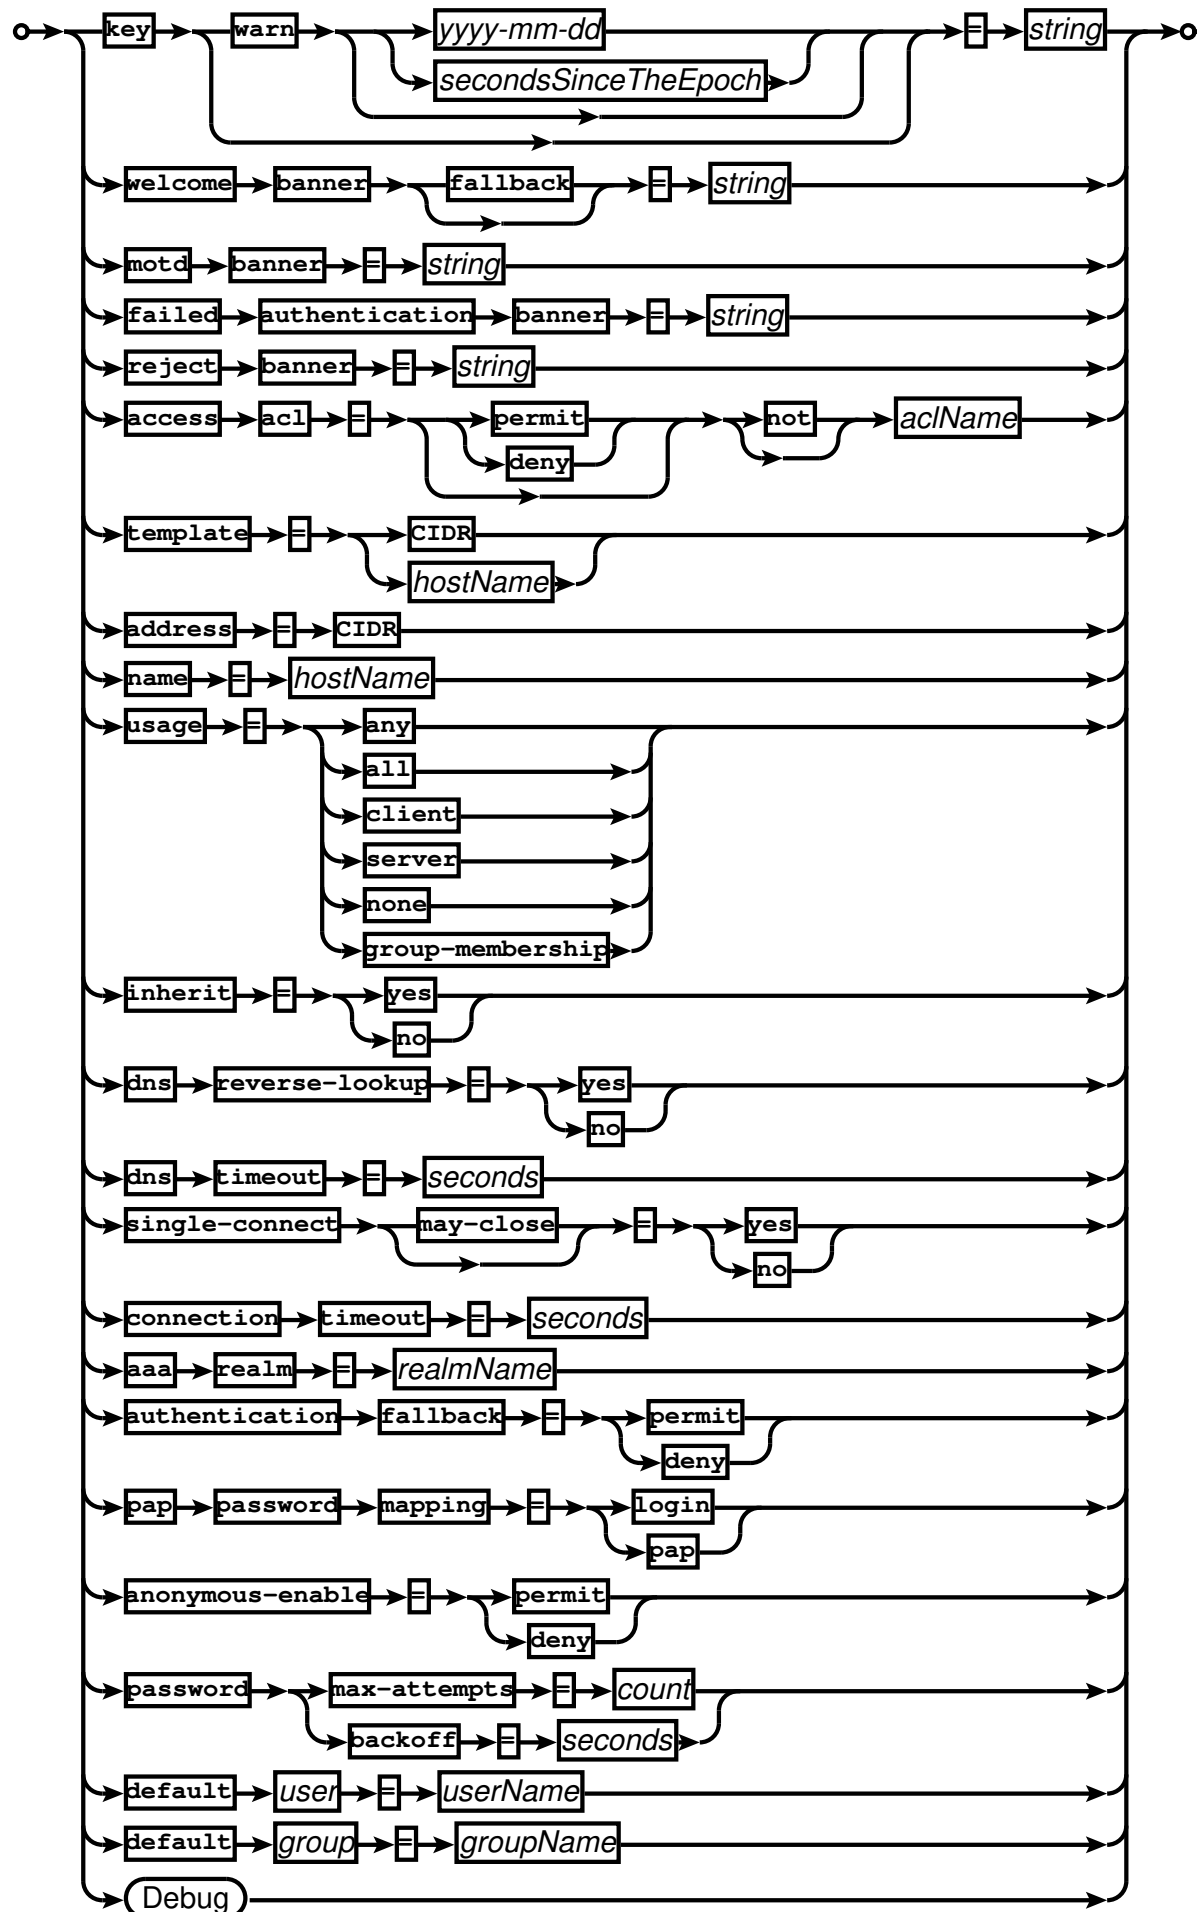 key warn yyyy-mm-dd = string
secondsSinceTheEpoch
welcome banner fallback = string
motd banner = string
failed authentication banner = string
reject banner = string
access acl = permit not aclName
deny
template = CIDR
hostName
address = CIDR
name = hostName
usage = any
all
client
server
none
group-membership
inherit = yes
no
dns reverse-lookup = yes
no
dns timeout = seconds
single-connect may-close = yes
no
connection timeout = seconds
aaa realm = realmName
authentication fallback = permit
deny
pap password mapping = login
pap
anonymous-enable = permit
deny
password max-attempts = count
backoff = seconds
default user = userName
default group = groupName
Debug